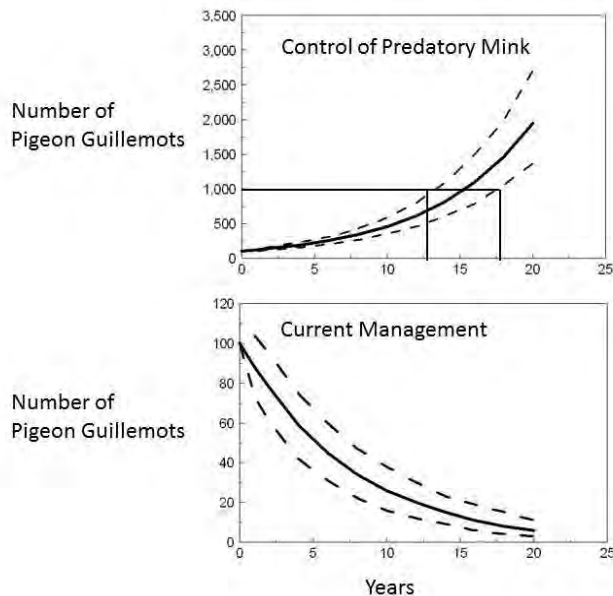 3,500
3,000
2,500
2,000
1,500
1,000
500
0
Control of Predatory Mink
Number of
Pigeon Guillemots
0 5 10 15 20 25
120
100
80
60
40
20
0
Current Management
Number of
Pigeon Guillemots
0 5 10 15 20 25
Years